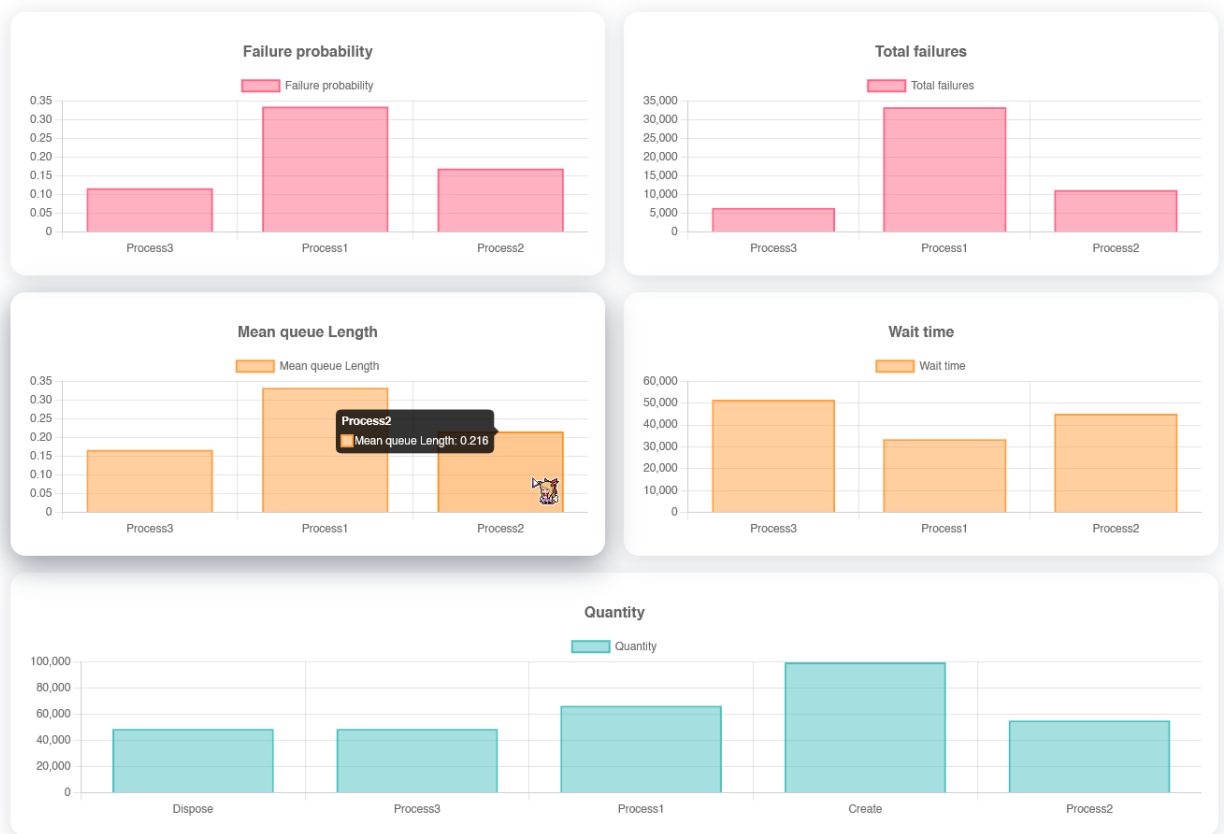 Failure probability
Failure probability
0.35
0.30
0.25
0.20
0.15
0.10
0.05
0
Process3 Process1 Process2
Total failures
Total failures
35,000
30,000
25,000
20,000
15,000
10,000
5,000
0
Process3 Process1 Process2
Mean queue Length
Mean queue Length
0.35
0.30
0.25
0.20
0.15
0.10
0.05
0
Process2
Mean queue Length: 0.216
Process3 Process1 Process2
Wait time
Wait time
60,000
50,000
40,000
30,000
20,000
10,000
0
Process3 Process1 Process2
Quantity
Quantity
100,000
80,000
60,000
40,000
20,000
0
Dispose Process3 Process1 Create Process2